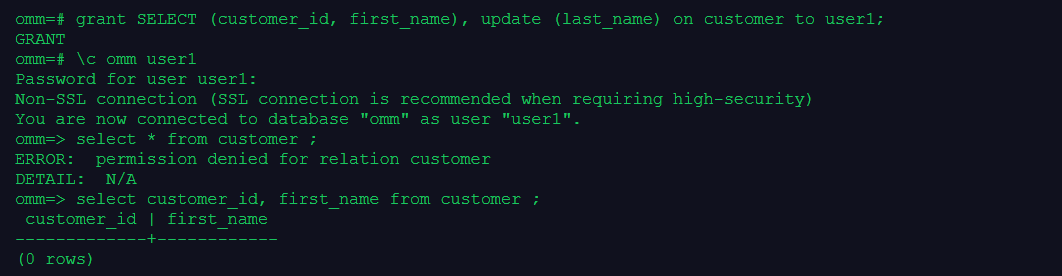 omm=# grant SELECT (customer_id, first_name), update (last_name) on customer to user1;
GRANT
omm=# \c omm user1
Password for user user1:
Non-SSL connection (SSL connection is recommended when requiring high-security)
You are now connected to database "omm" as user "user1".
omm=> select * from customer ;
ERROR:  permission denied for relation customer
DETAIL:  N/A
omm=> select customer_id, first_name from customer ;
 customer_id | first_name
-------------+------------
(0 rows)